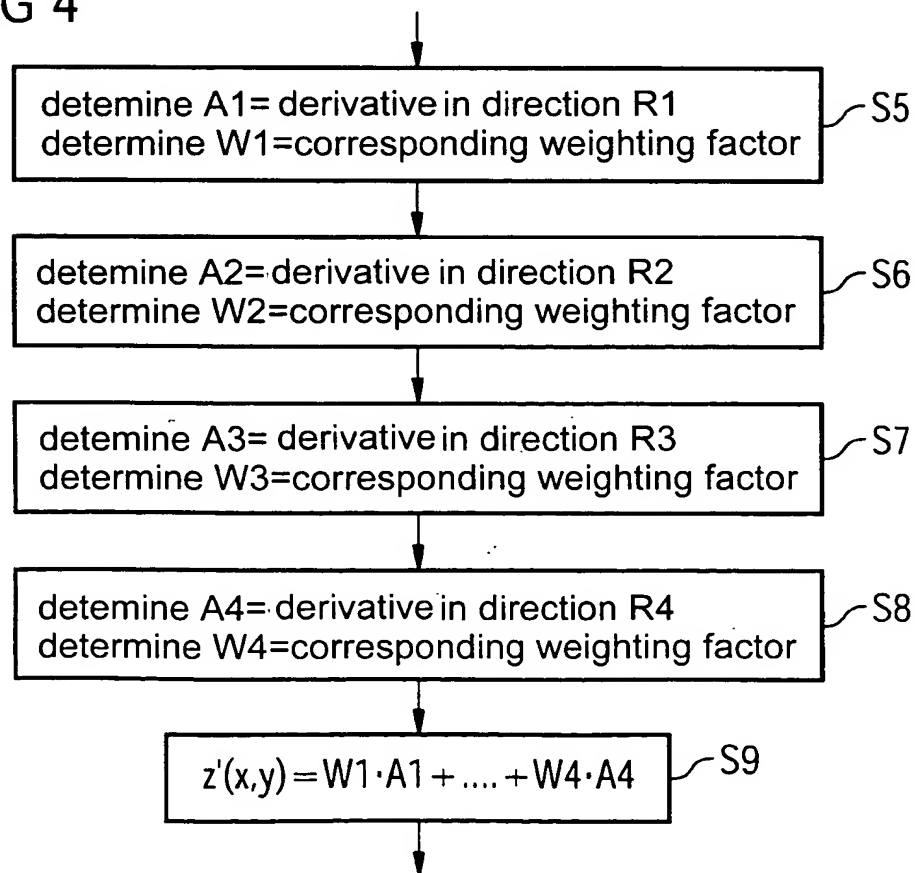 G 4
detemine A1= derivative in direction R1
determine W1=corresponding weighting factor
S5
detemine A2= derivative in direction R2
determine W2=corresponding weighting factor
S6
detemine A3= derivative in direction R3
determine W3=corresponding weighting factor
S7
detemine A4= derivative in direction R4
determine W4=corresponding weighting factor
S8
z'(x,y)=W1·A1+....+W4·A4
S9